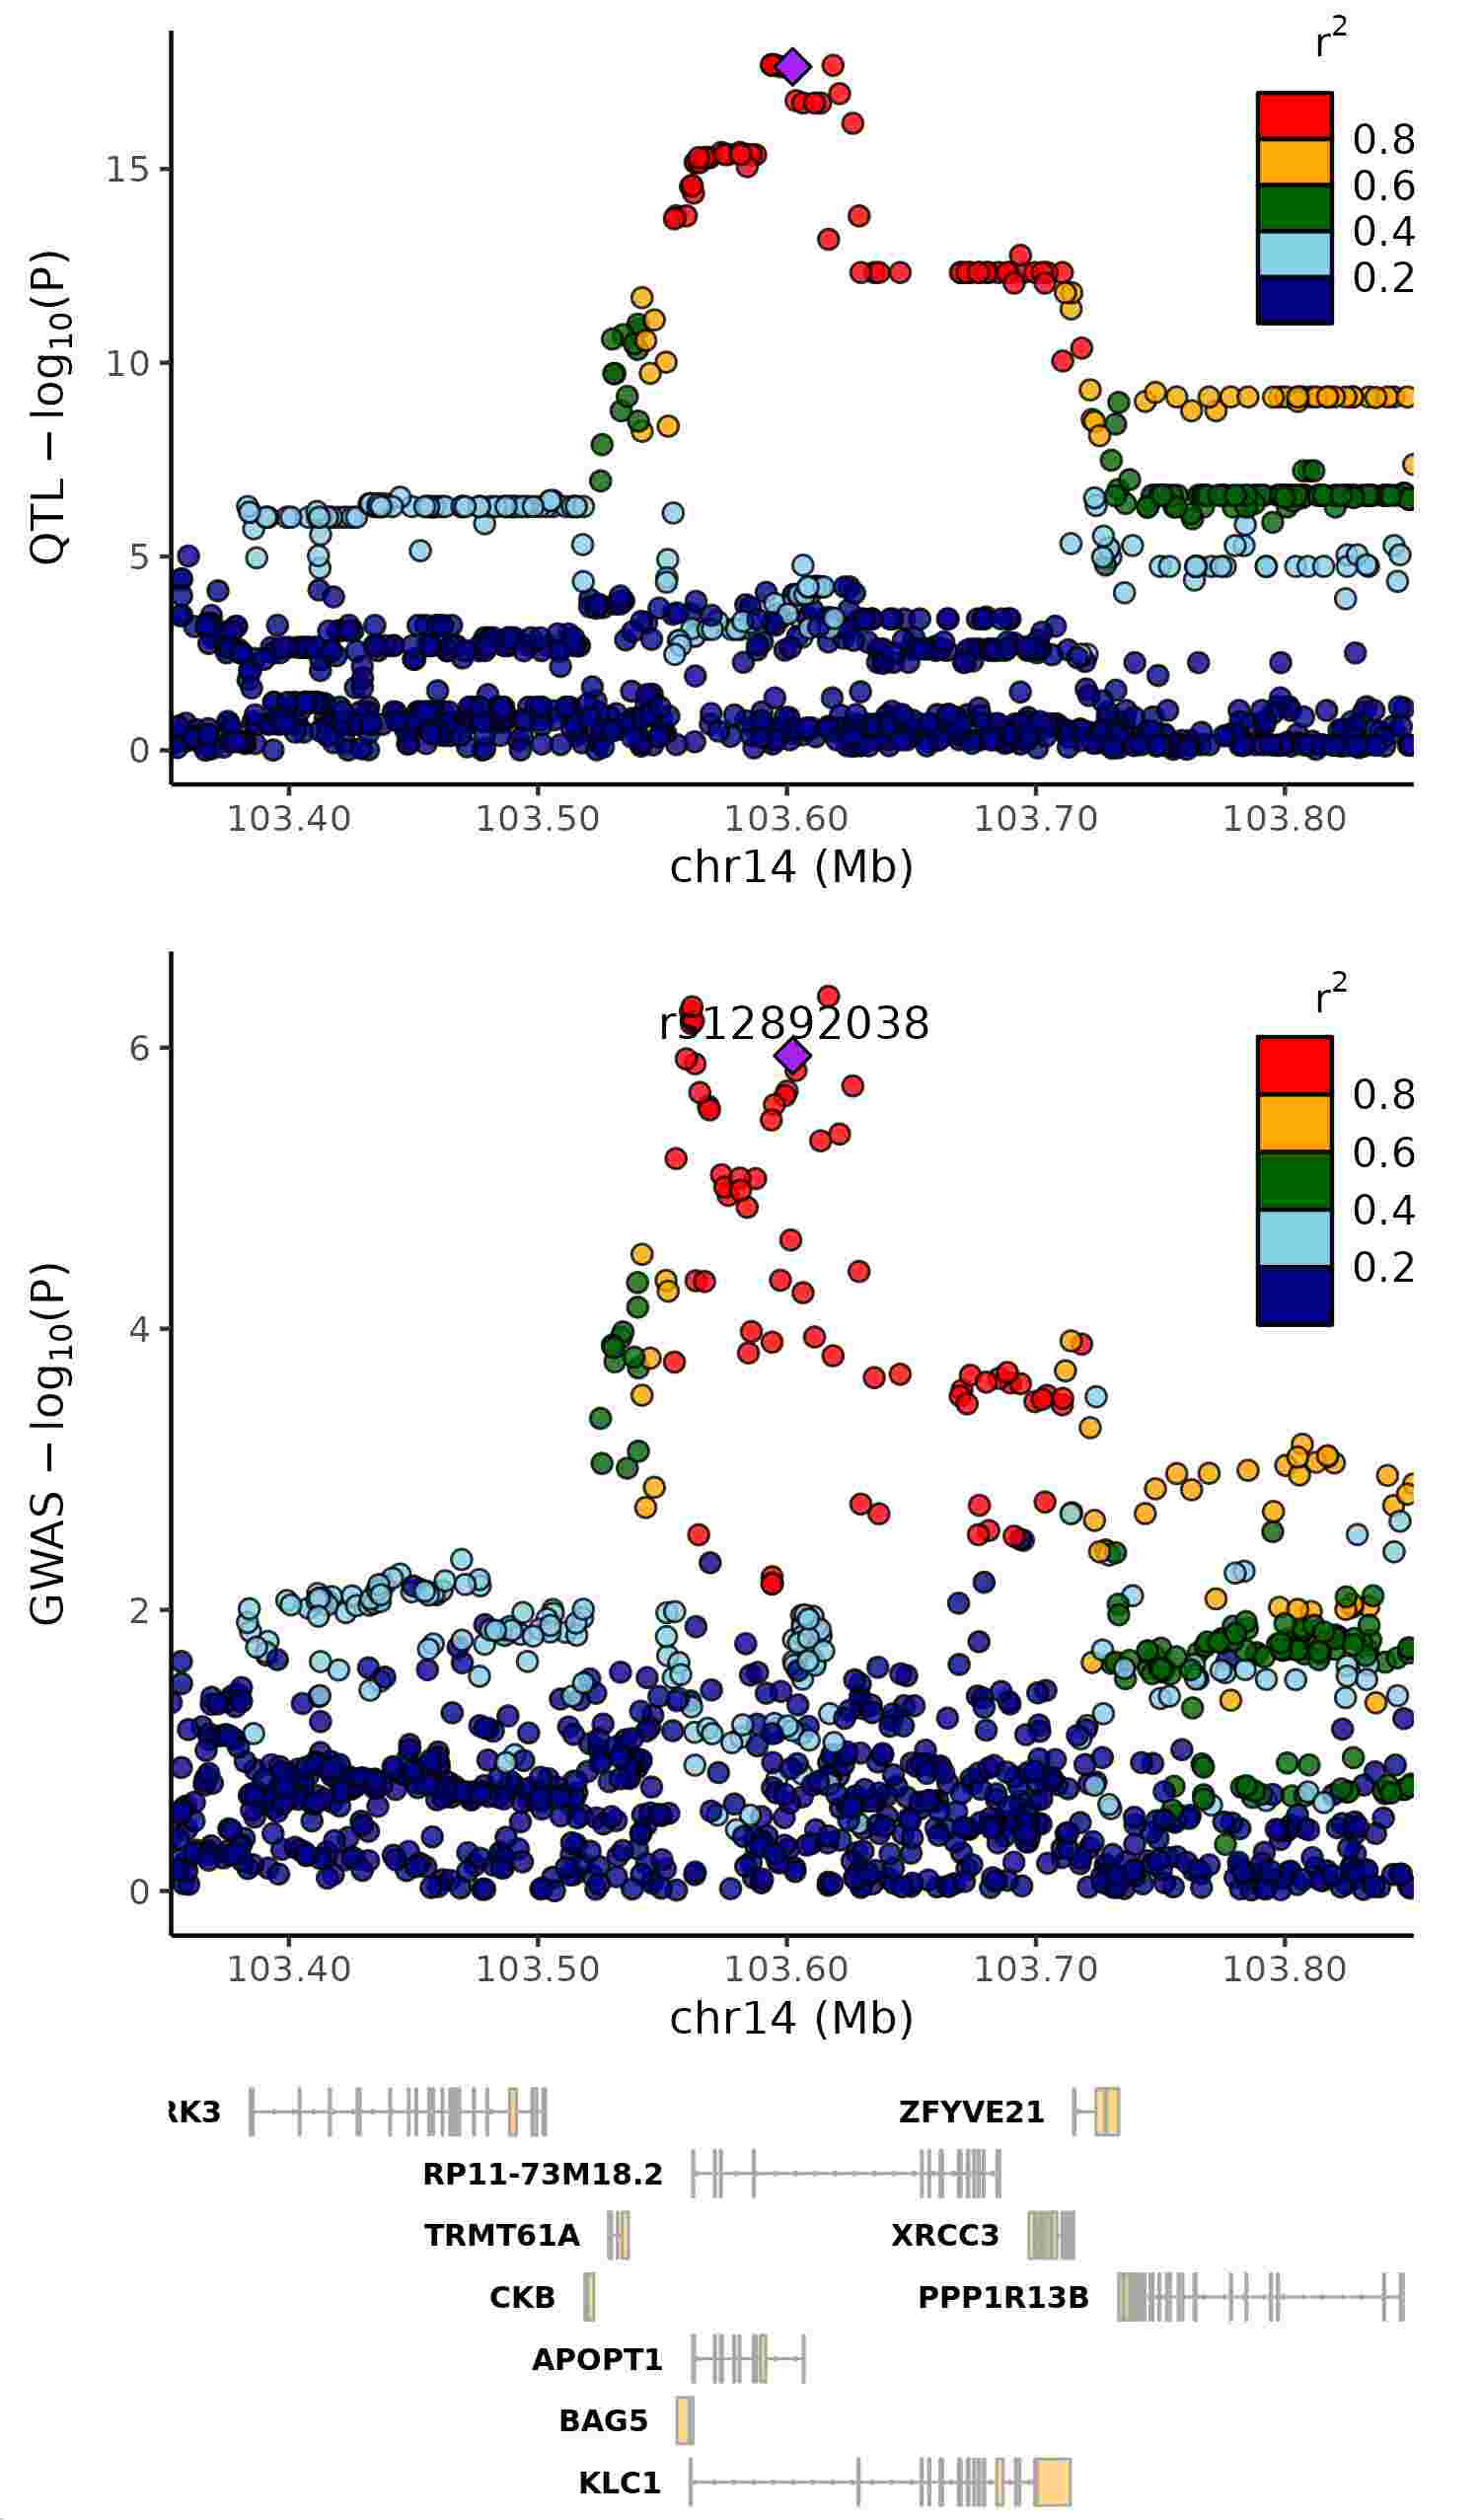 r2
0.8
0.6
0.4
0.2
QTL −log10(P)
15
10
5
0
103.40 103.50 103.60 103.70 103.80
chr14 (Mb)
r2
0.8
0.6
0.4
0.2
rs12892038
GWAS −log10(P)
6
4
2
0
103.40 103.50 103.60 103.70 103.80
chr14 (Mb)
RK3 ZFYVE21
RP11-73M18.2
TRMT61A XRCC3
CKB PPP1R13B
APOPT1
BAG5
KLC1